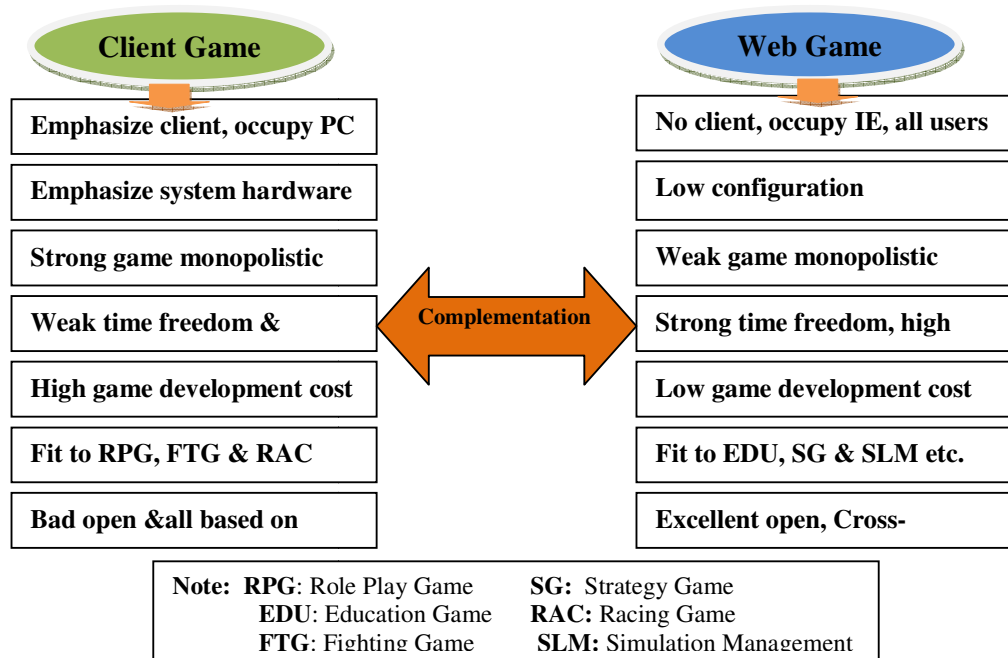 Client Game
Emphasize client, occupy PC
Emphasize system hardware
Strong game monopolistic
Weak time freedom &
High game development cost
Fit to RPG, FTG & RAC
Bad open &all based on
Complementation
Web Game
No client, occupy IE, all users
Low configuration
Weak game monopolistic
Strong time freedom, high
Low game development cost
Fit to EDU, SG & SLM etc.
Excellent open, Cross-
Note: RPG: Role Play Game SG: Strategy Game
EDU: Education Game RAC: Racing Game
FTG: Fighting Game SLM: Simulation Management